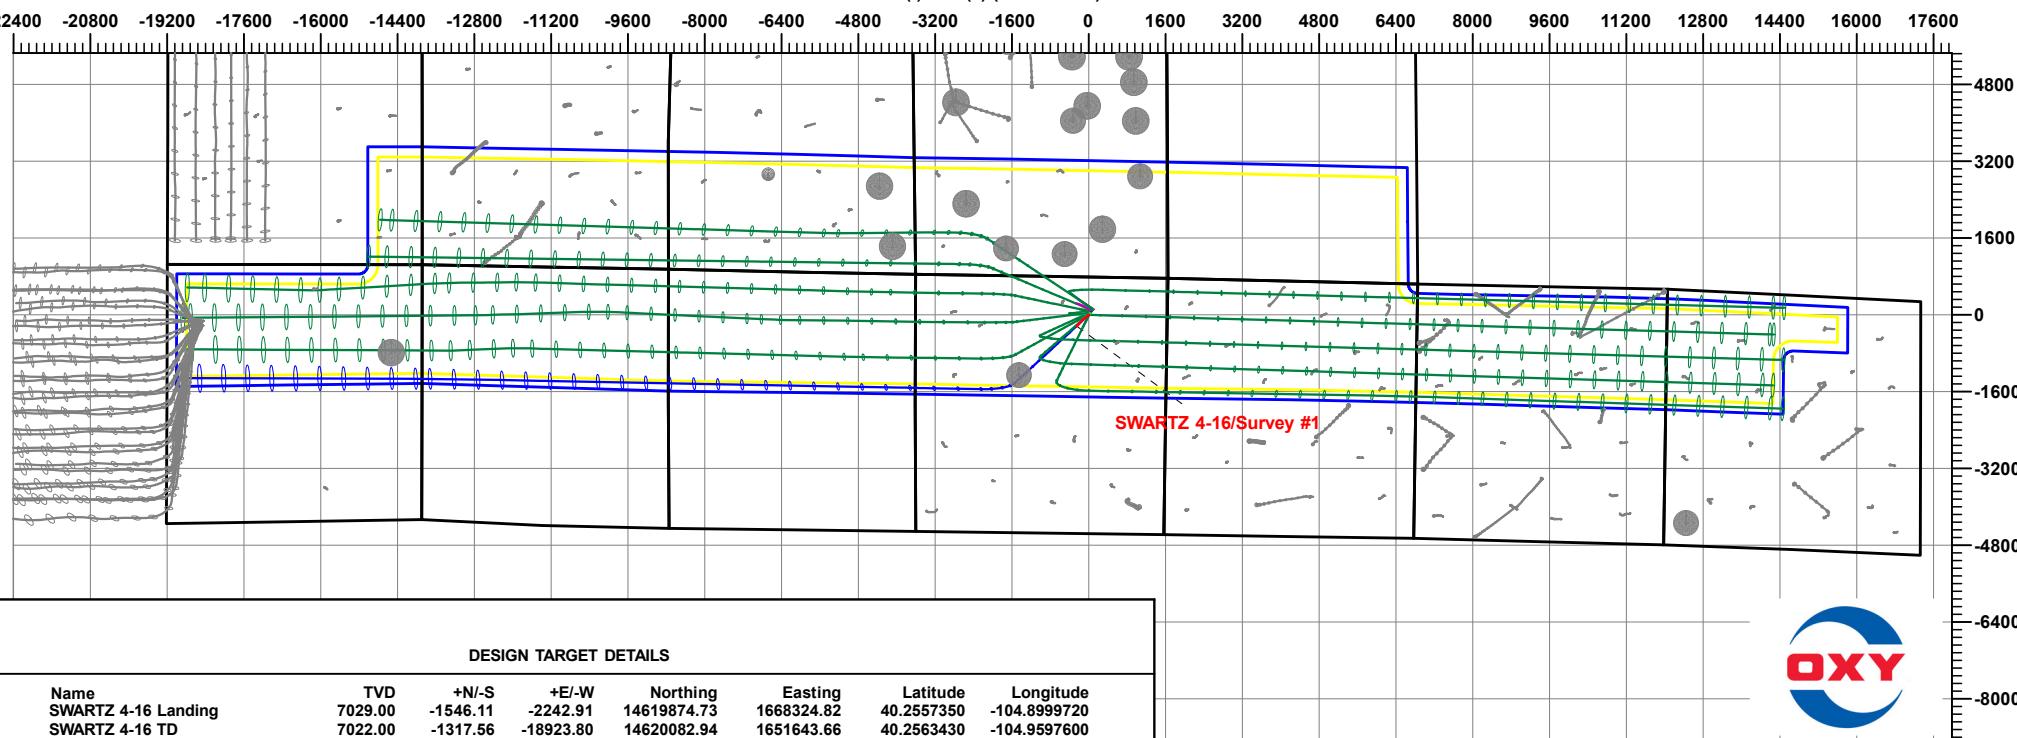 22400 -20800 -19200 -17600 -16000 -14400 -12800 -11200 -9600 -8000 -6400 -4800 -3200 -1600 0 1600 3200 4800 6400 8000 9600 11200 12800 14400 16000 17600
4800
3200
1600
0
-1600
SWARTZ 4-16/Survey #1
-3200
-4800
-6400
-8000
OXY
DESIGN TARGET DETAILS
Name TVD +N/-S +E/-W Northing Easting Latitude Longitude
SWARTZ 4-16 Landing 7029.00 -1546.11 -2242.91 14619874.73 1668324.82 40.2557350 -104.8999720
SWARTZ 4-16 TD 7022.00 -1317.56 -18923.80 14620082.94 1651643.66 40.2563430 -104.9597600